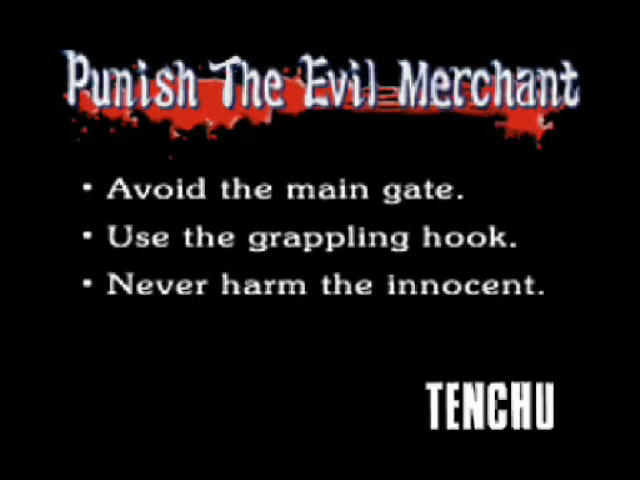 Punish The Evil Merchant
· Avoid the main gate.
· Use the grappling hook.
· Never harm the innocent.
TENCHU